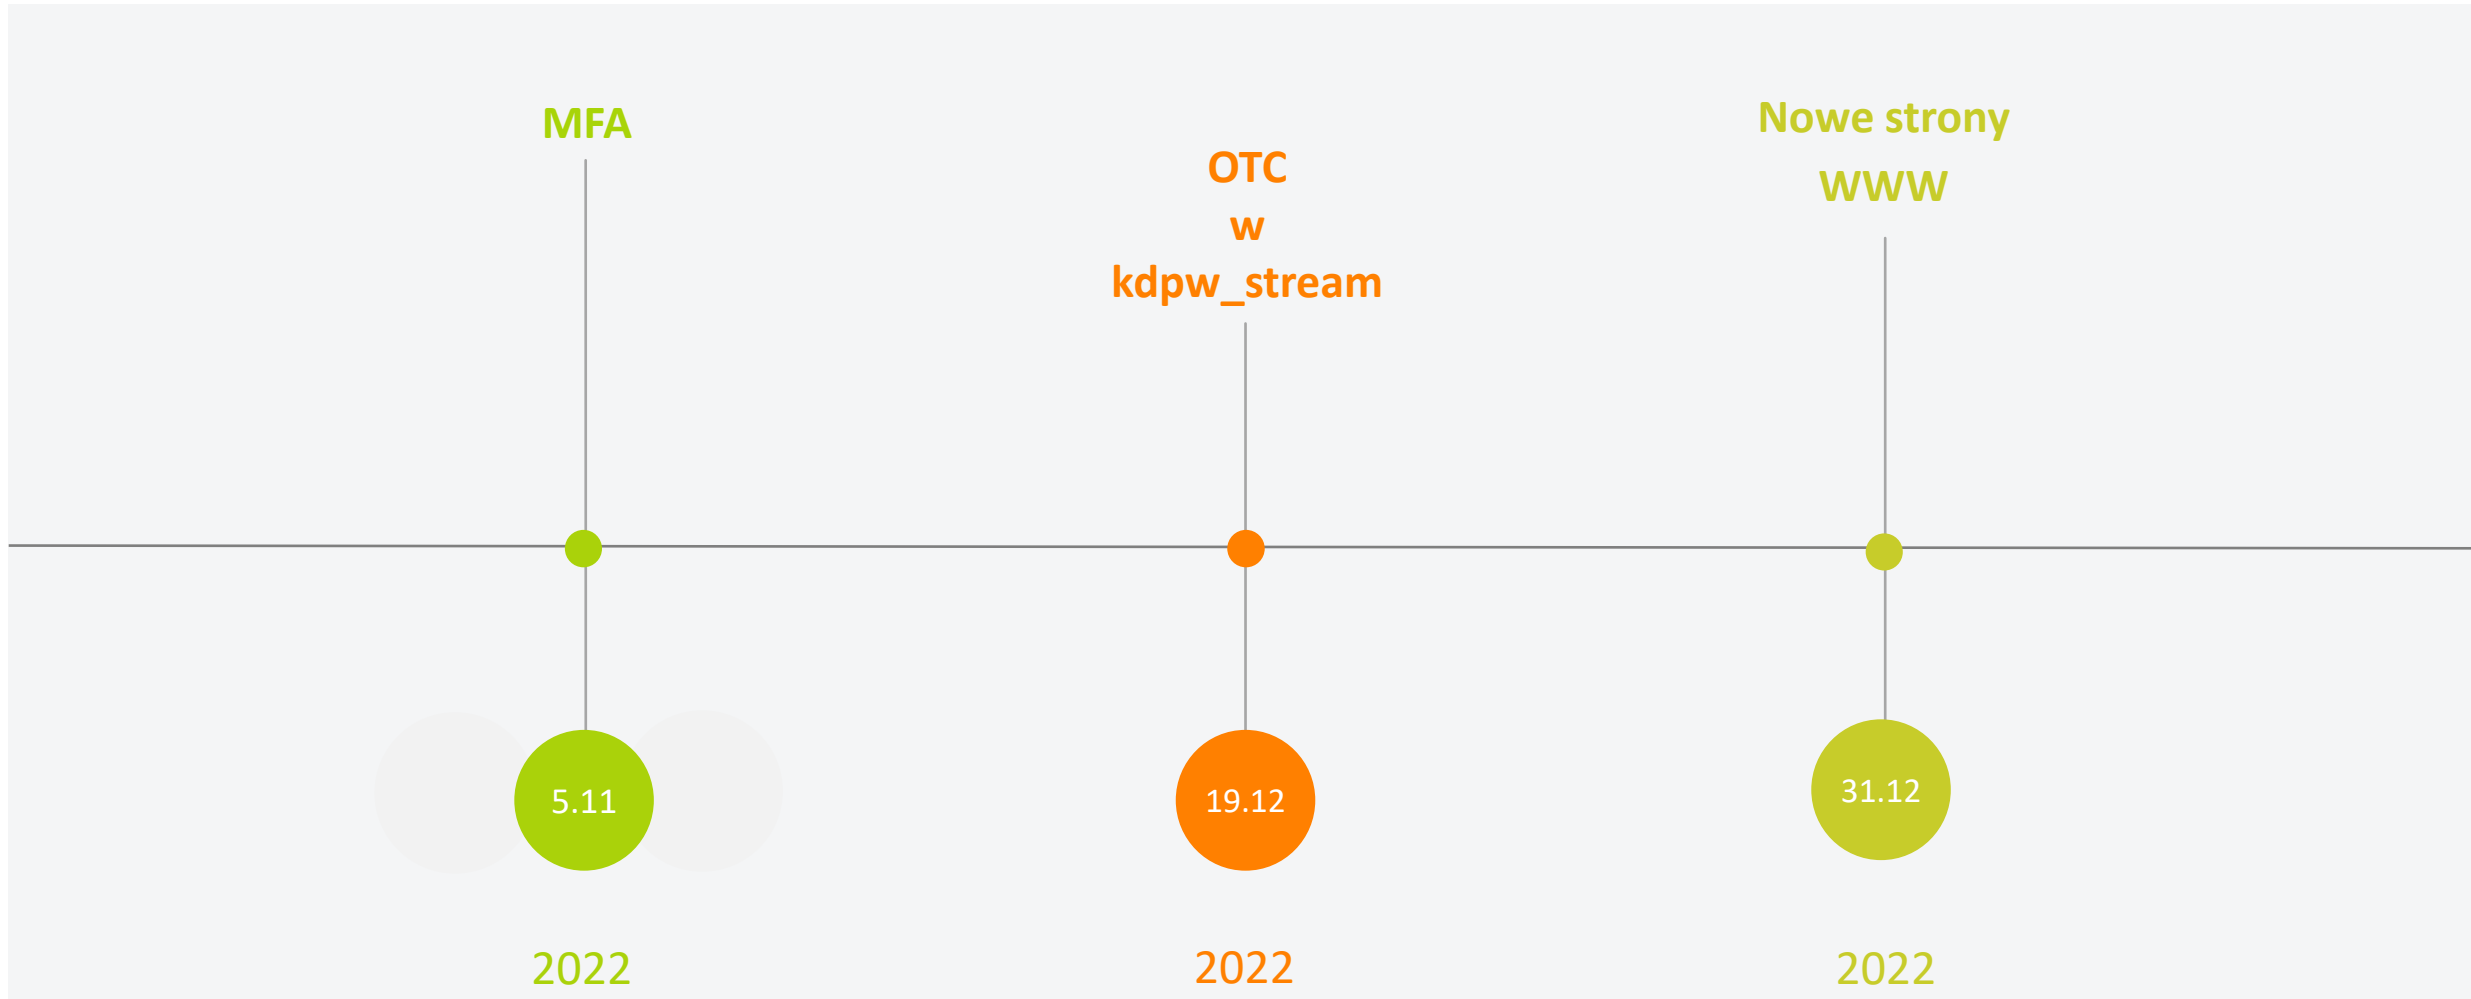 MFA
OTC
w
kdpw_stream
Nowe strony
WWW
5.11
19.12
31.12
2022
2022
2022